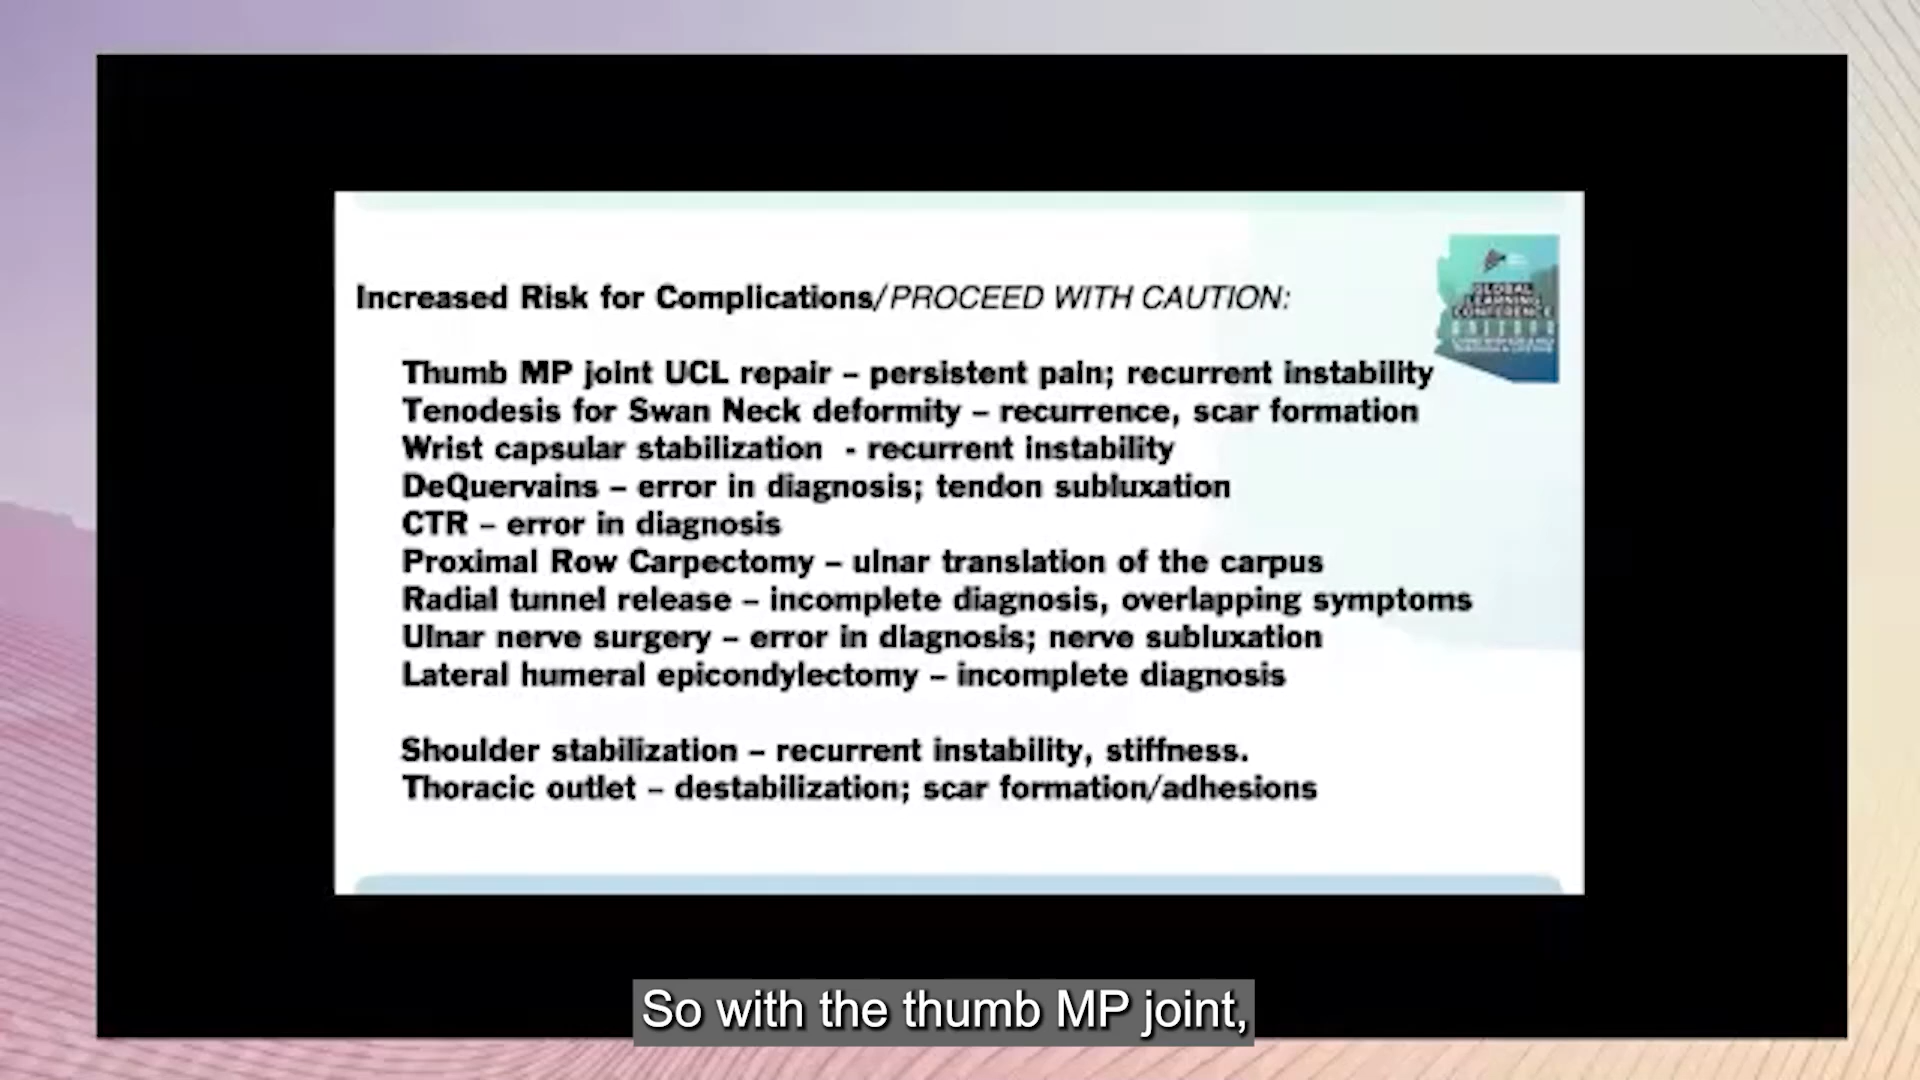 GLOBAL
LEARNING
CONFERENCE
Increased Risk for Complications/PROCEED WITH CAUTION:
Thumb MP joint UCL repair – persistent pain; recurrent instability
Tenodesis for Swan Neck deformity – recurrence, scar formation
Wrist capsular stabilization - recurrent instability
DeQuervains – error in diagnosis; tendon subluxation
CTR – error in diagnosis
Proximal Row Carpectomy – ulnar translation of the carpus
Radial tunnel release – incomplete diagnosis, overlapping symptoms
Ulnar nerve surgery – error in diagnosis; nerve subluxation
Lateral humeral epicondylectomy – incomplete diagnosis
Shoulder stabilization – recurrent instability, stiffness.
Thoracic outlet – destabilization; scar formation/adhesions
So with the thumb MP joint,